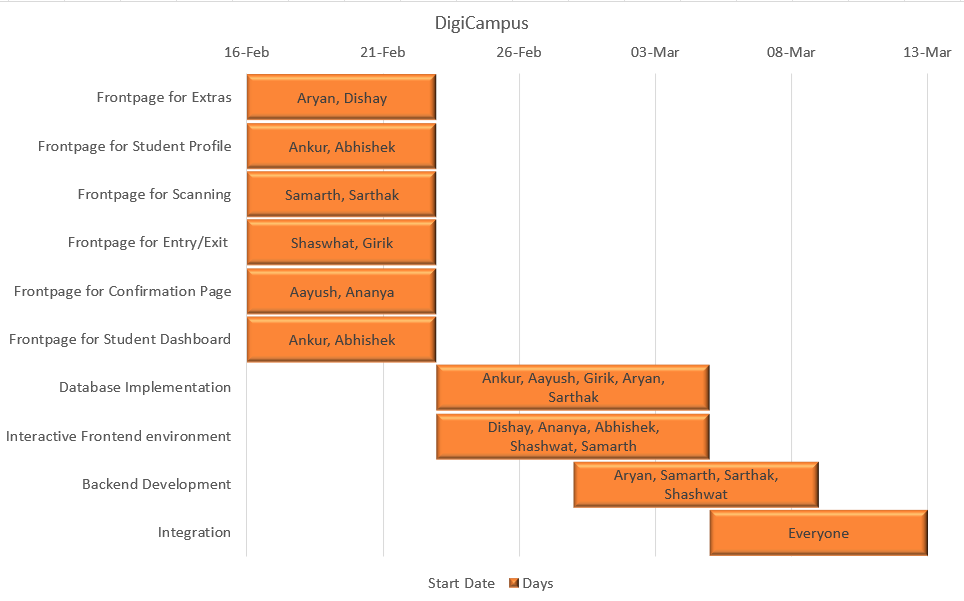 DigiCampus
16-Feb 21-Feb 26-Feb 03-Mar 08-Mar 13-Mar
Frontpage for Extras Aryan, Dishay
Frontpage for Student Profile Ankur, Abhishek
Frontpage for Scanning Samarth, Sarthak
Frontpage for Entry/Exit Shaswhat, Girik
Frontpage for Confirmation Page Aayush, Ananya
Frontpage for Student Dashboard Ankur, Abhishek
Database Implementation Ankur, Aayush, Girik, Aryan,
Sarthak
Interactive Frontend environment Dishay, Ananya, Abhishek,
Shashwat, Samarth
Backend Development Aryan, Samarth, Sarthak,
Shashwat
Integration Everyone
Start Date Days